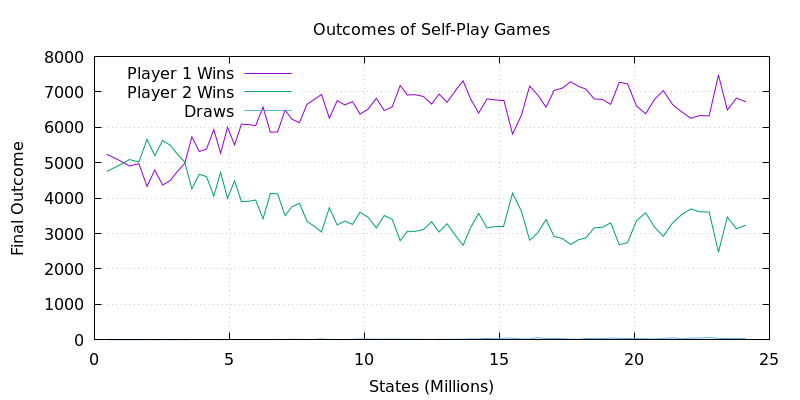 Outcomes of Self-Play Games
8000
7000
6000
5000
4000
3000
2000
1000
0
Final Outcome
Player 1 Wins
Player 2 Wins
Draws
0 5 10 15 20 25
States (Millions)